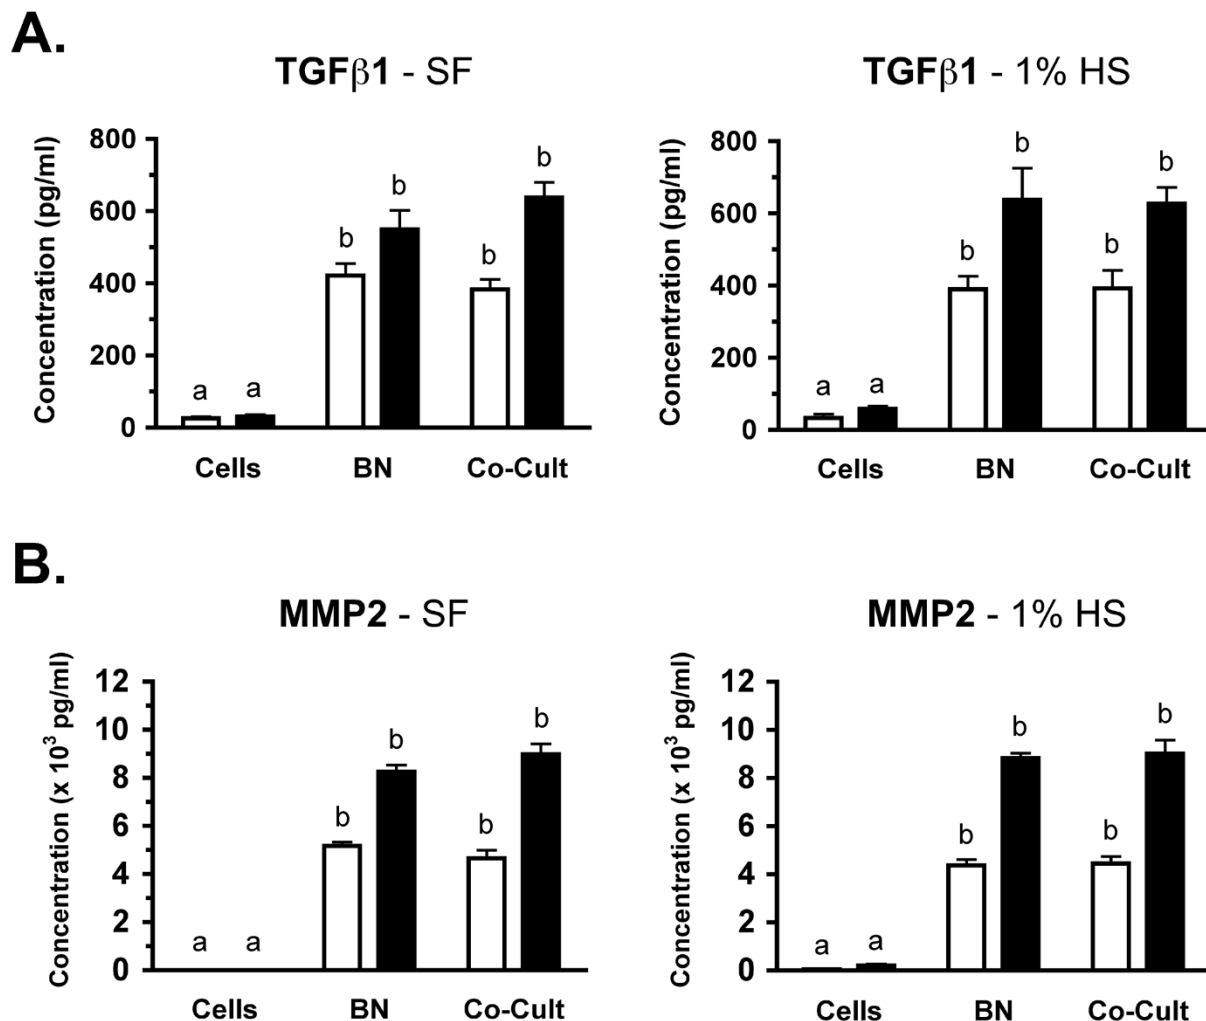 A.
TGFβ1 - SF
Concentration (pg/ml)
800
600
400
200
0
a
a
b
b
b
b
Cells
BN
Co-Cult
TGFβ1 - 1% HS
Concentration (pg/ml)
800
600
400
200
0
a
a
b
b
b
b
Cells
BN
Co-Cult
B.
MMP2 - SF
Concentration (x 10³ pg/ml)
12
10
8
6
4
2
0
a
a
b
b
b
b
Cells
BN
Co-Cult
MMP2 - 1% HS
Concentration (x 10³ pg/ml)
12
10
8
6
4
2
0
a
a
b
b
b
b
Cells
BN
Co-Cult